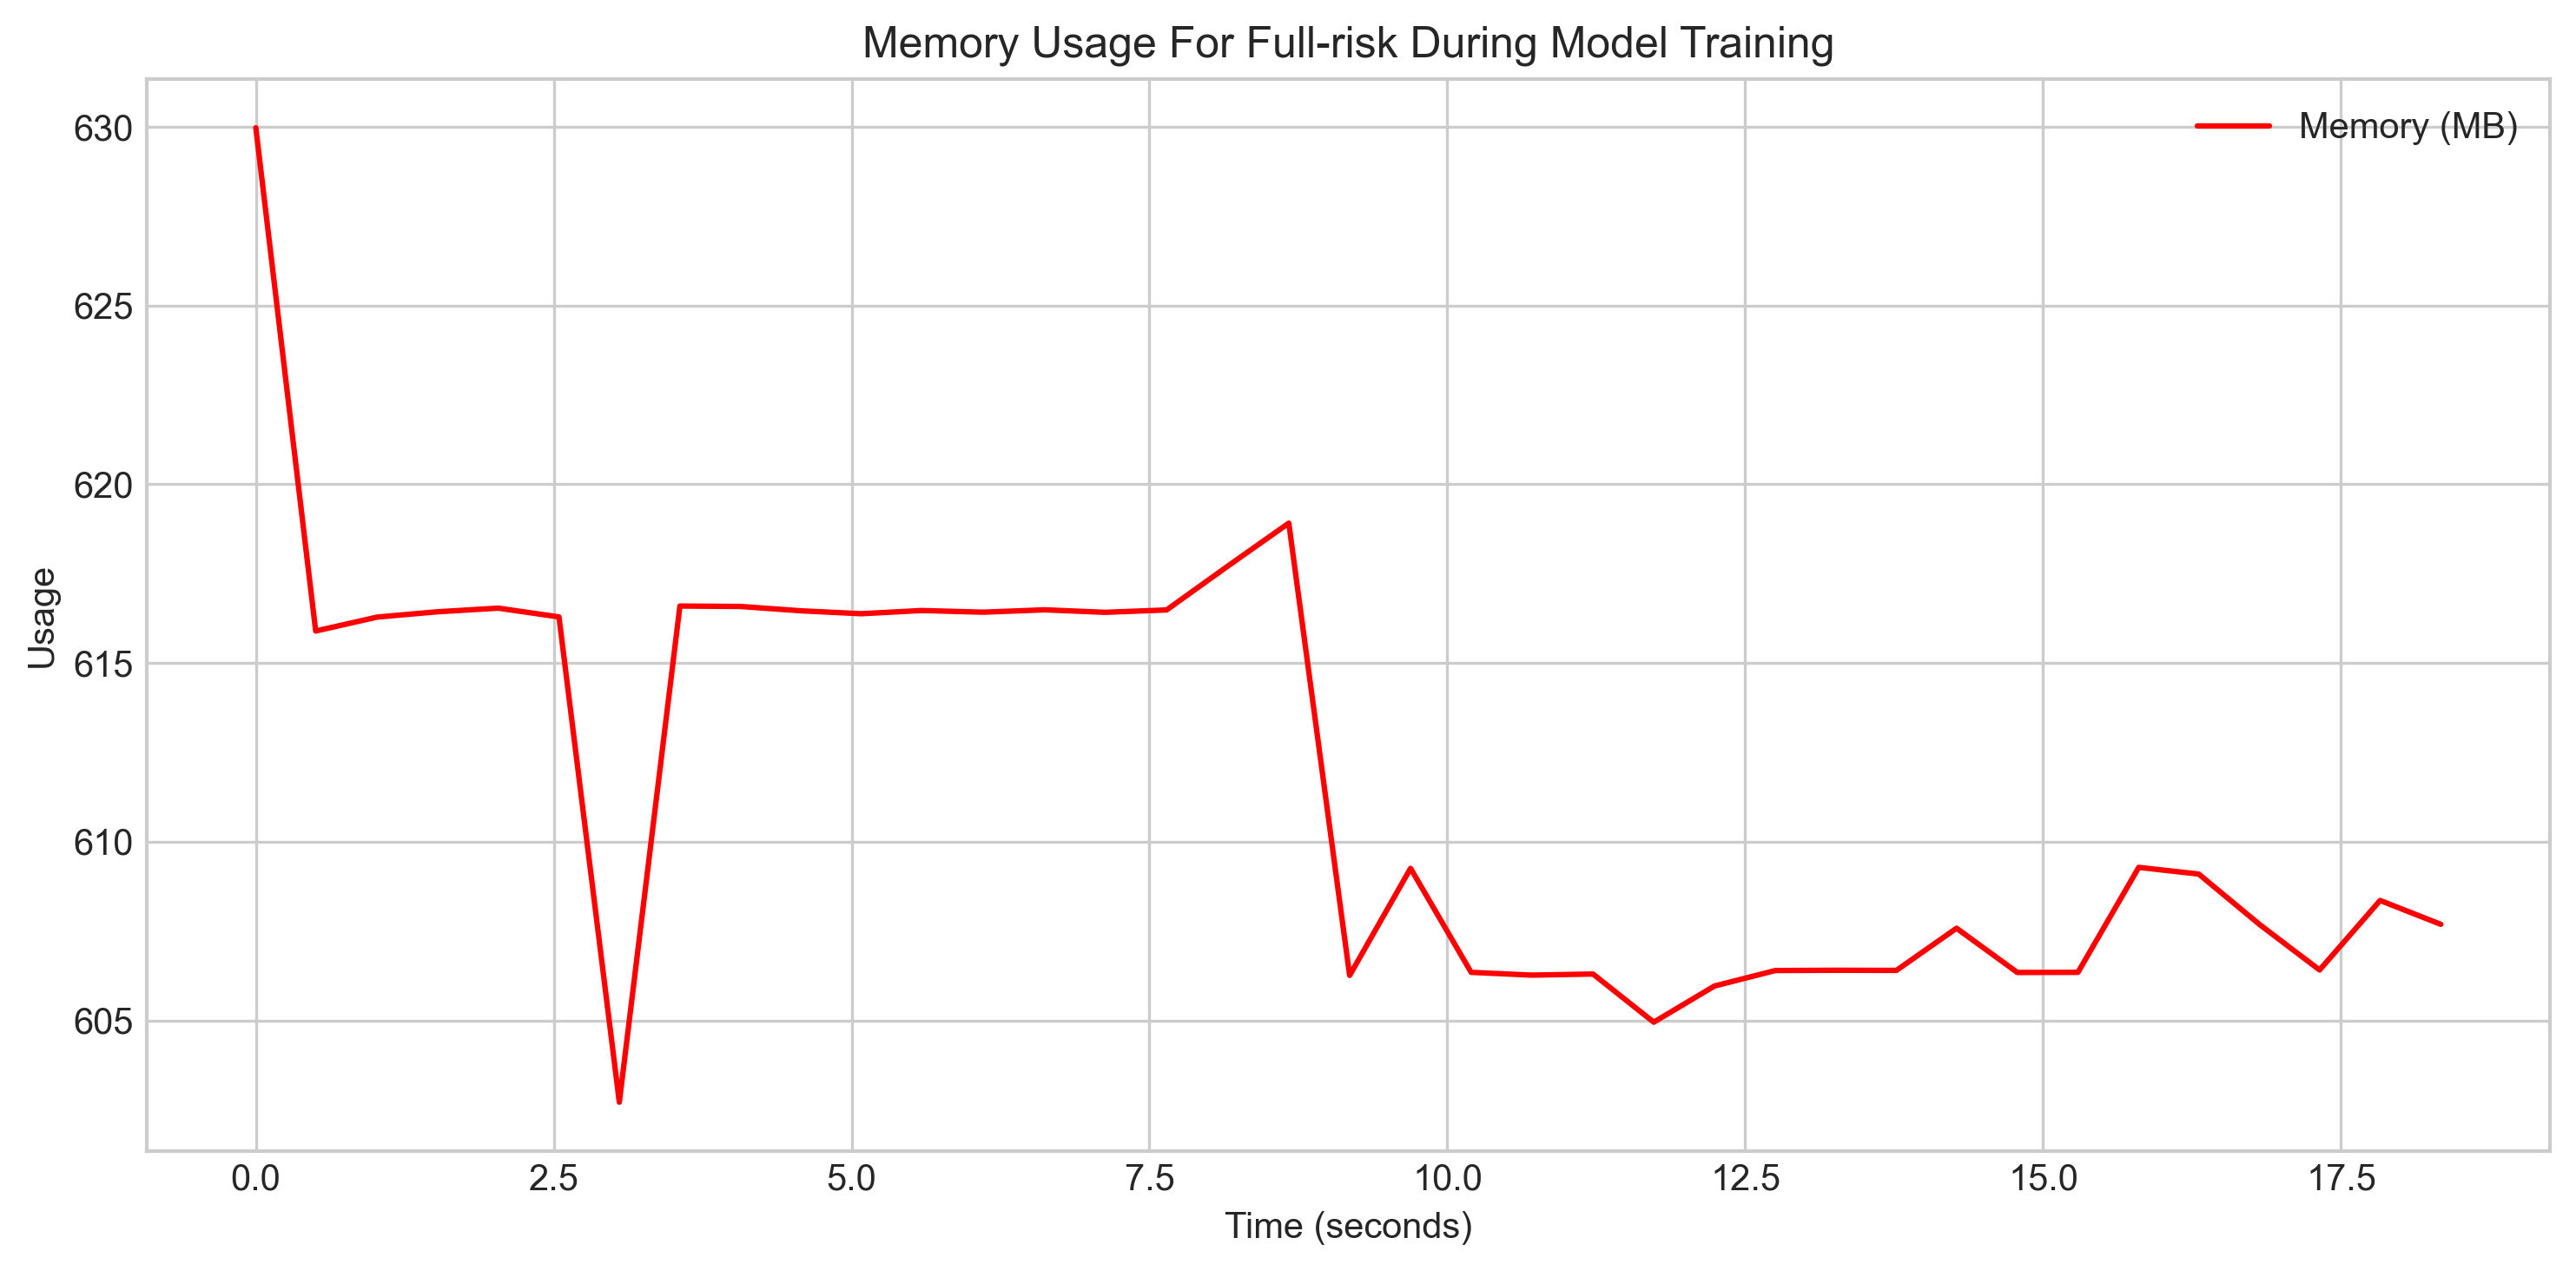 Memory Usage For Full-risk During Model Training
Memory (MB)
630
625
620
615
610
605
Usage
0.0 2.5 5.0 7.5 10.0 12.5 15.0 17.5
Time (seconds)